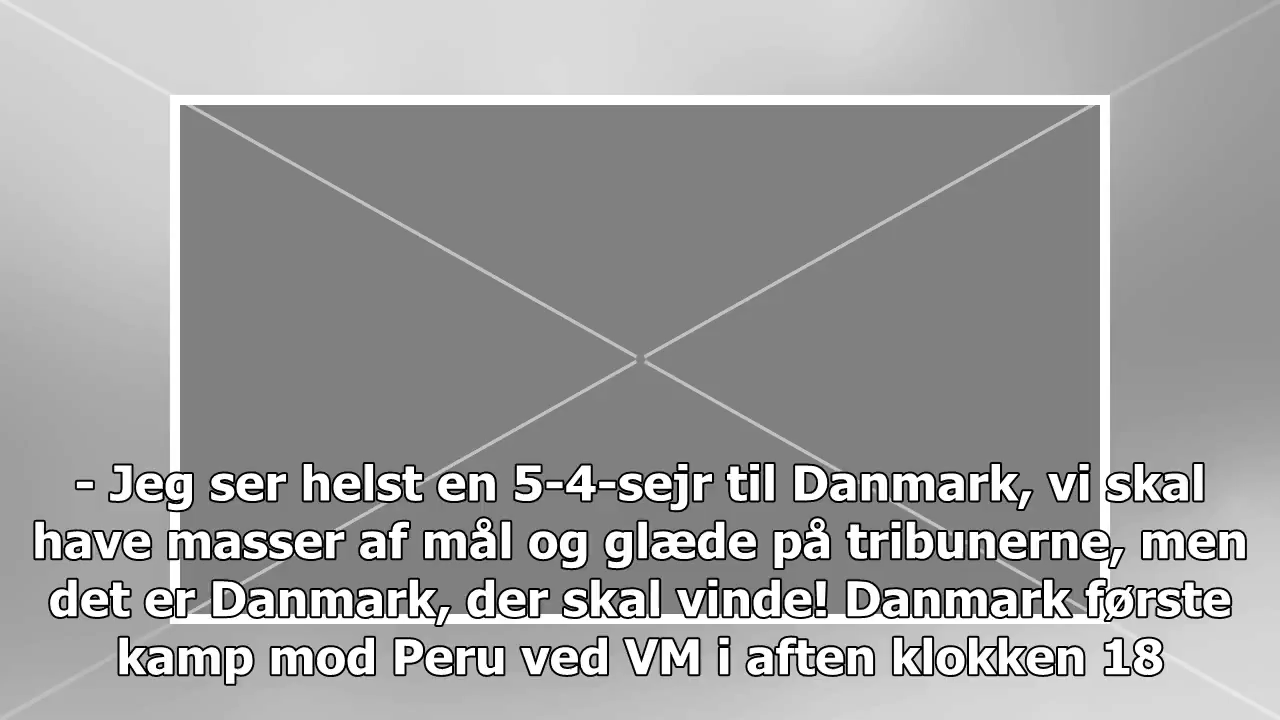 - Jeg ser helst en 5-4-sejr til Danmark, vi skal
have masser af mål og glæde på tribunerne, men
det er Danmark, der skal vinde! Danmark første
kamp mod Peru ved VM i aften klokken 18